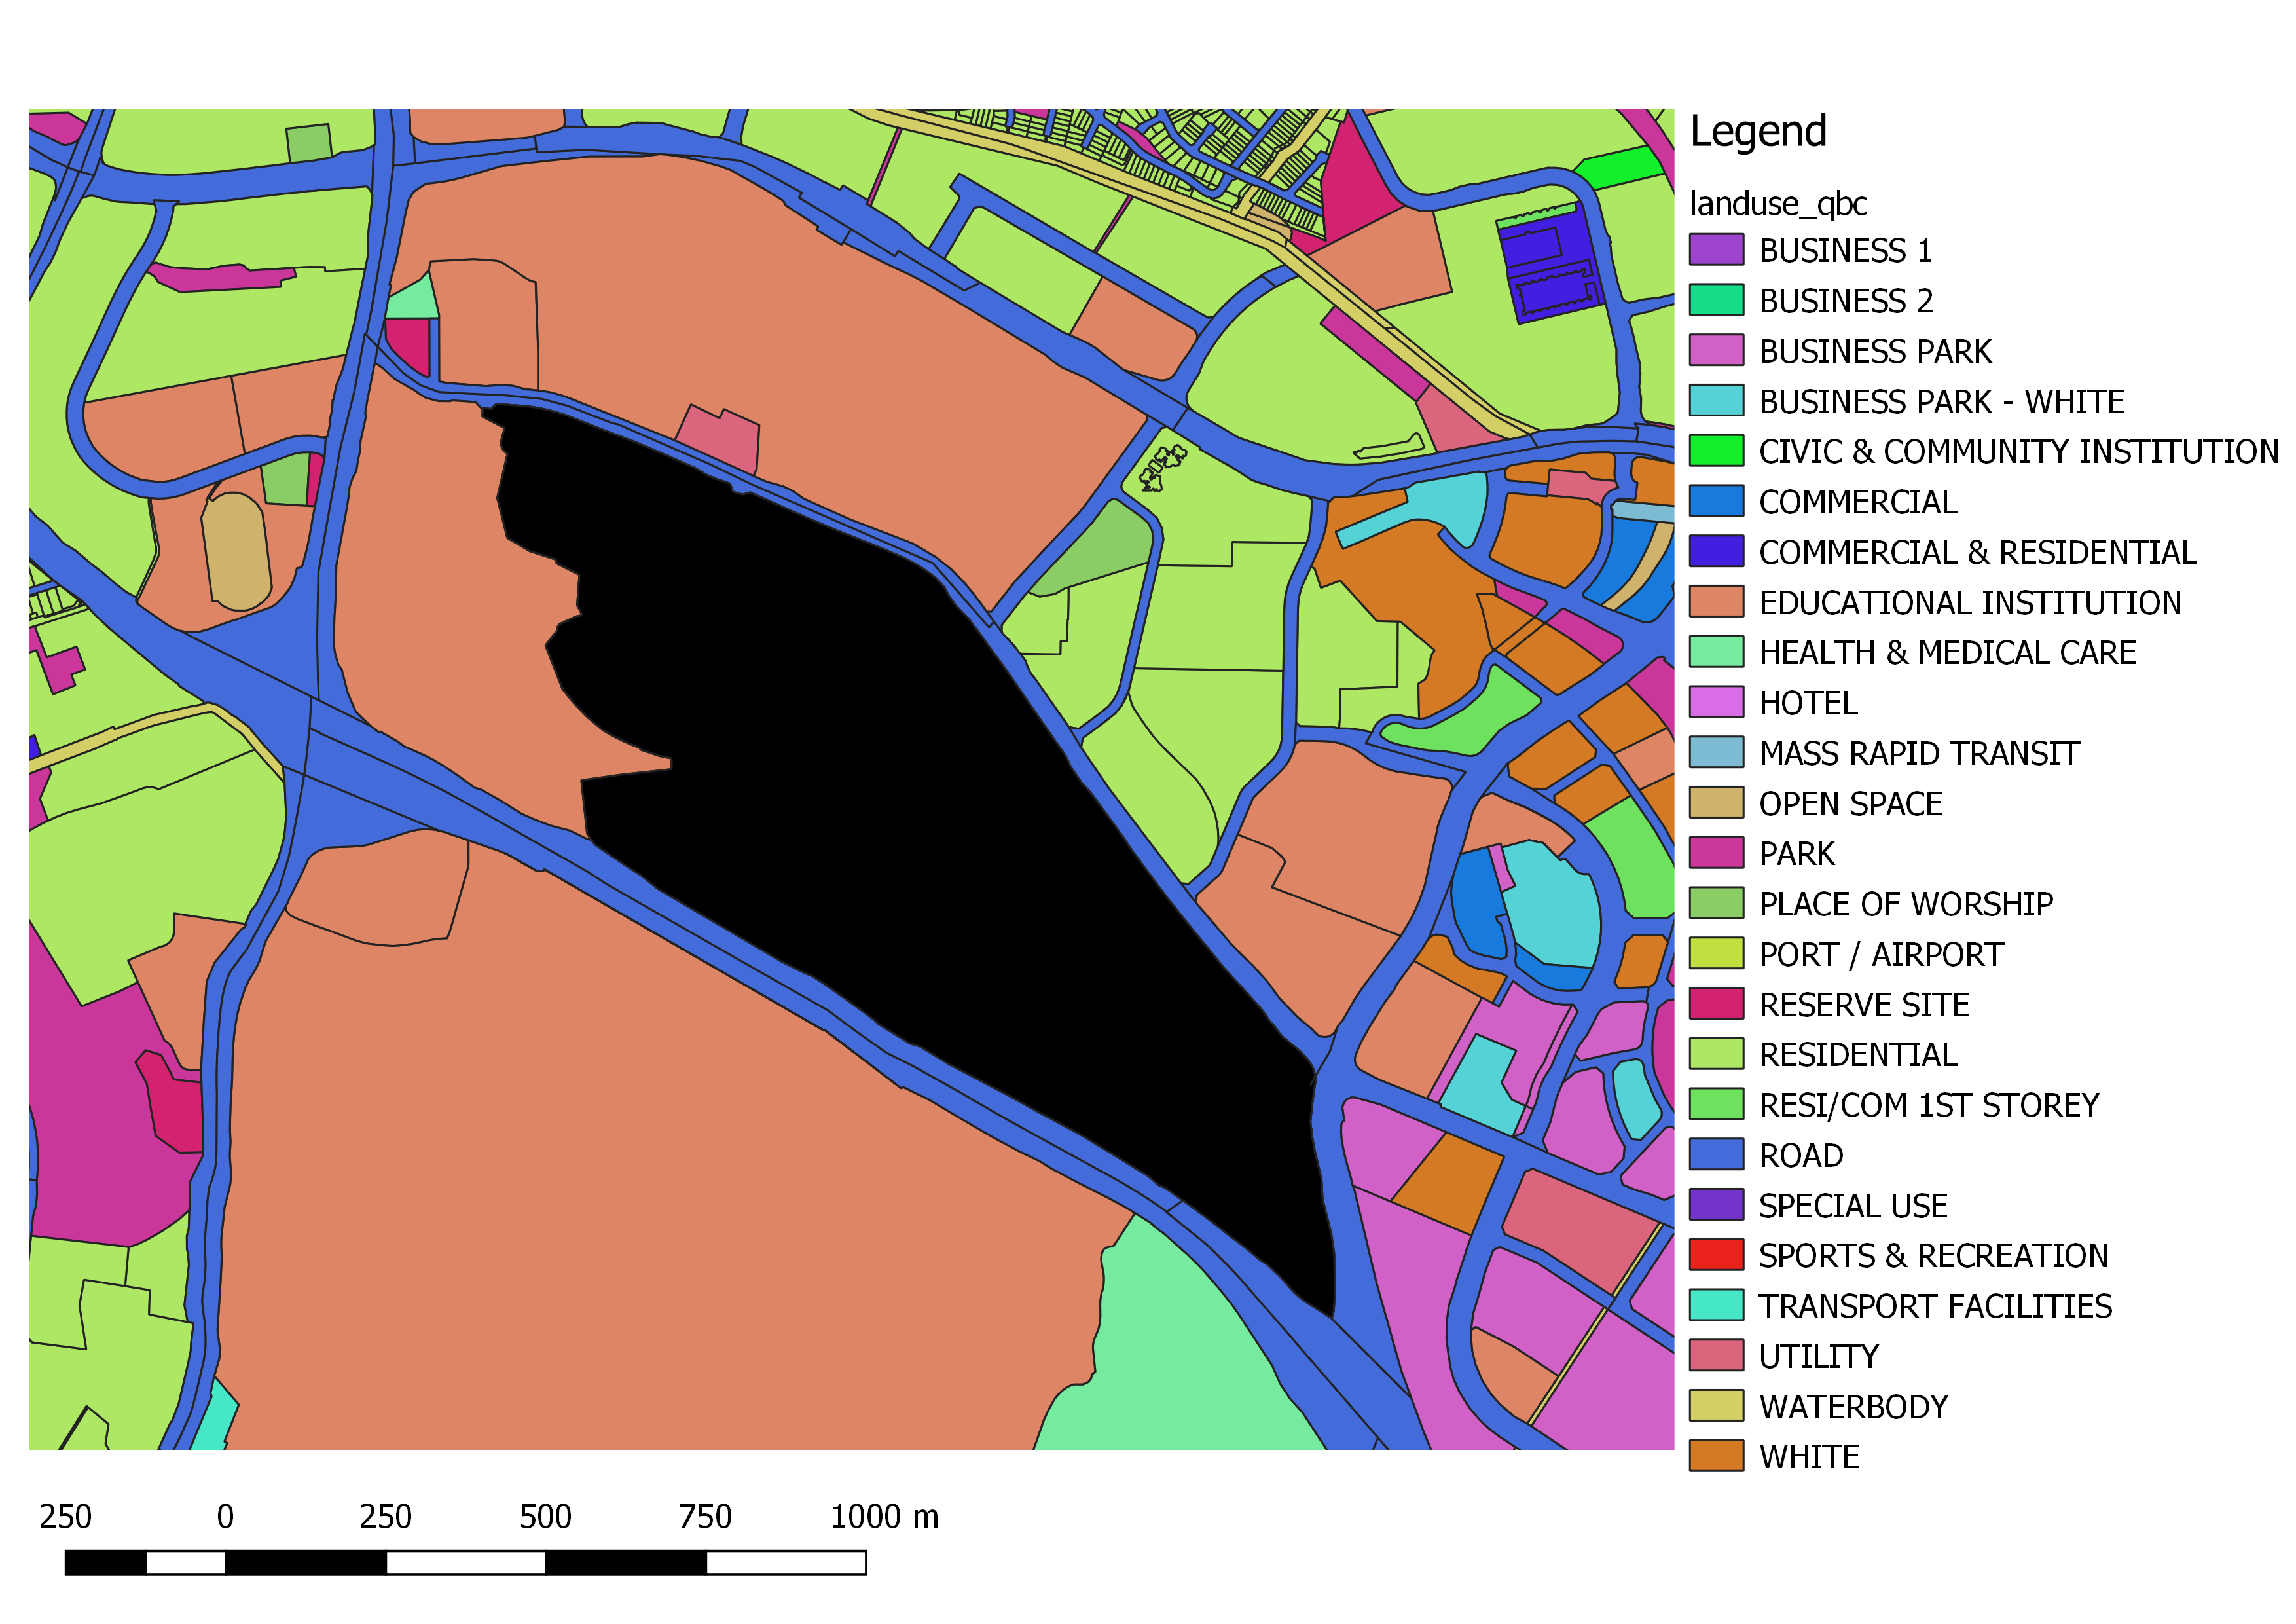 Legend
landuse_qbc
BUSINESS 1
BUSINESS 2
BUSINESS PARK
BUSINESS PARK - WHITE
CIVIC & COMMUNITY INSTITUTION
COMMERCIAL
COMMERCIAL & RESIDENTIAL
EDUCATIONAL INSTITUTION
HEALTH & MEDICAL CARE
HOTEL
MASS RAPID TRANSIT
OPEN SPACE
PARK
PLACE OF WORSHIP
PORT / AIRPORT
RESERVE SITE
RESIDENTIAL
RESI/COM 1ST STOREY
ROAD
SPECIAL USE
SPORTS & RECREATION
TRANSPORT FACILITIES
UTILITY
WATERBODY
WHITE
250 0 250 500 750 1000 m